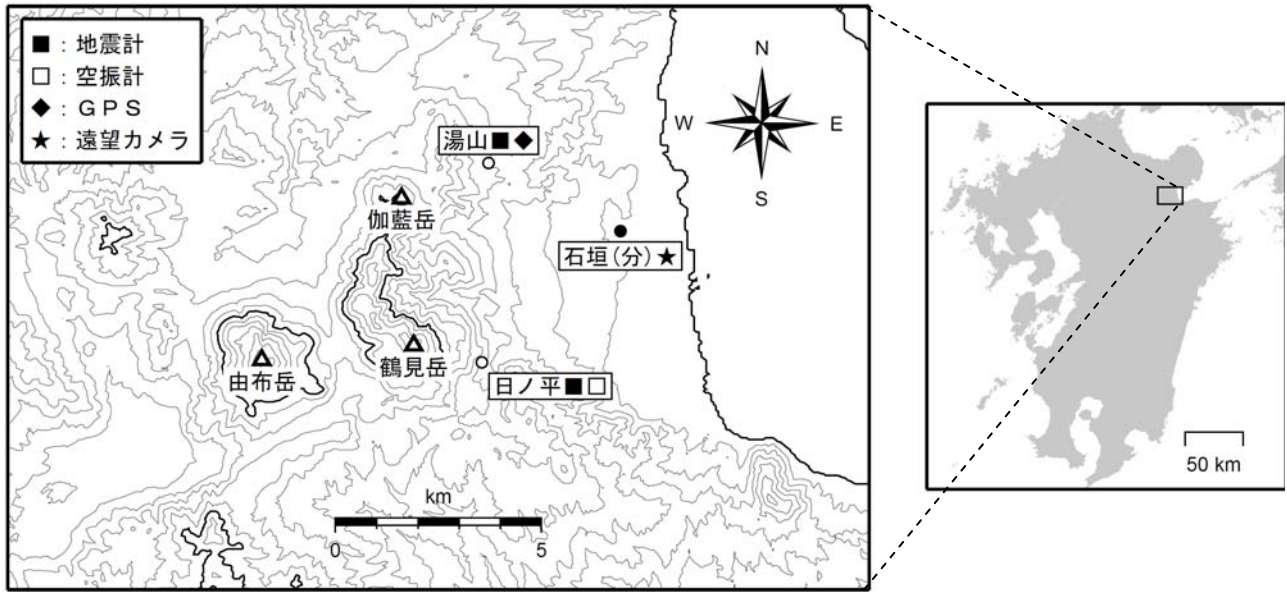 ■：地震計
□：空振計
◆：ＧＰＳ
★：遠望カメラ
N
W E
S
湯山■◆
伽藍岳
石垣(分)★
鶴見岳
由布岳
日ノ平■□
km
0 5
50 km